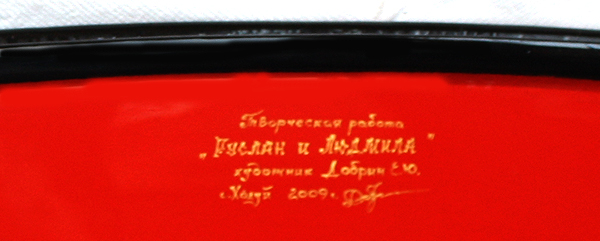 Творческая работа
„Руслан и Людмила"
художник Добрин Е.Ю.
с. Холуй 2009г.